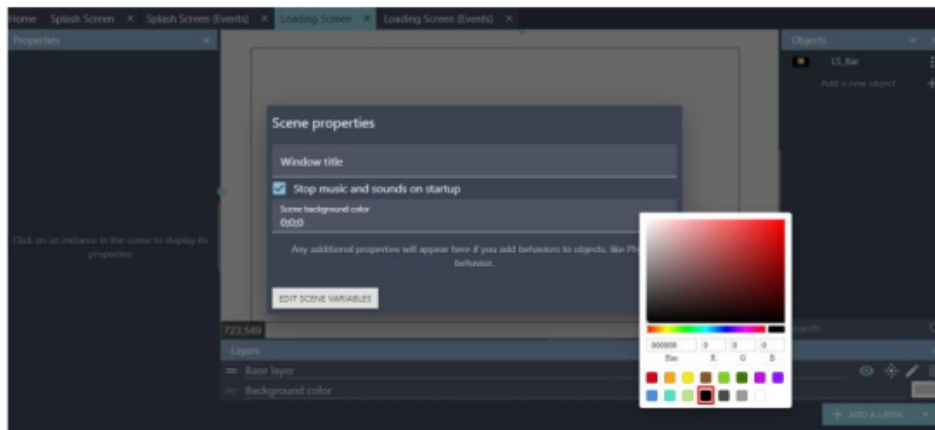 Home Splash Screen × Splash Screen (Events) × Loading Screen × Loading Screen (Events) ×
Properties ×
Objects
LS_Bar
Add a new object +
Scene properties
Window title
Stop music and sounds on startup
Scene background color
0;0;0
Click on an instance in the scene to display its
properties
Any additional properties will appear here if you add behaviors to objects, like
behavior.
EDIT SCENE VARIABLES
000000 0 0 0
Hex R G B
723;549
Layers
Base layer
Background color
+ ADD A LAYER